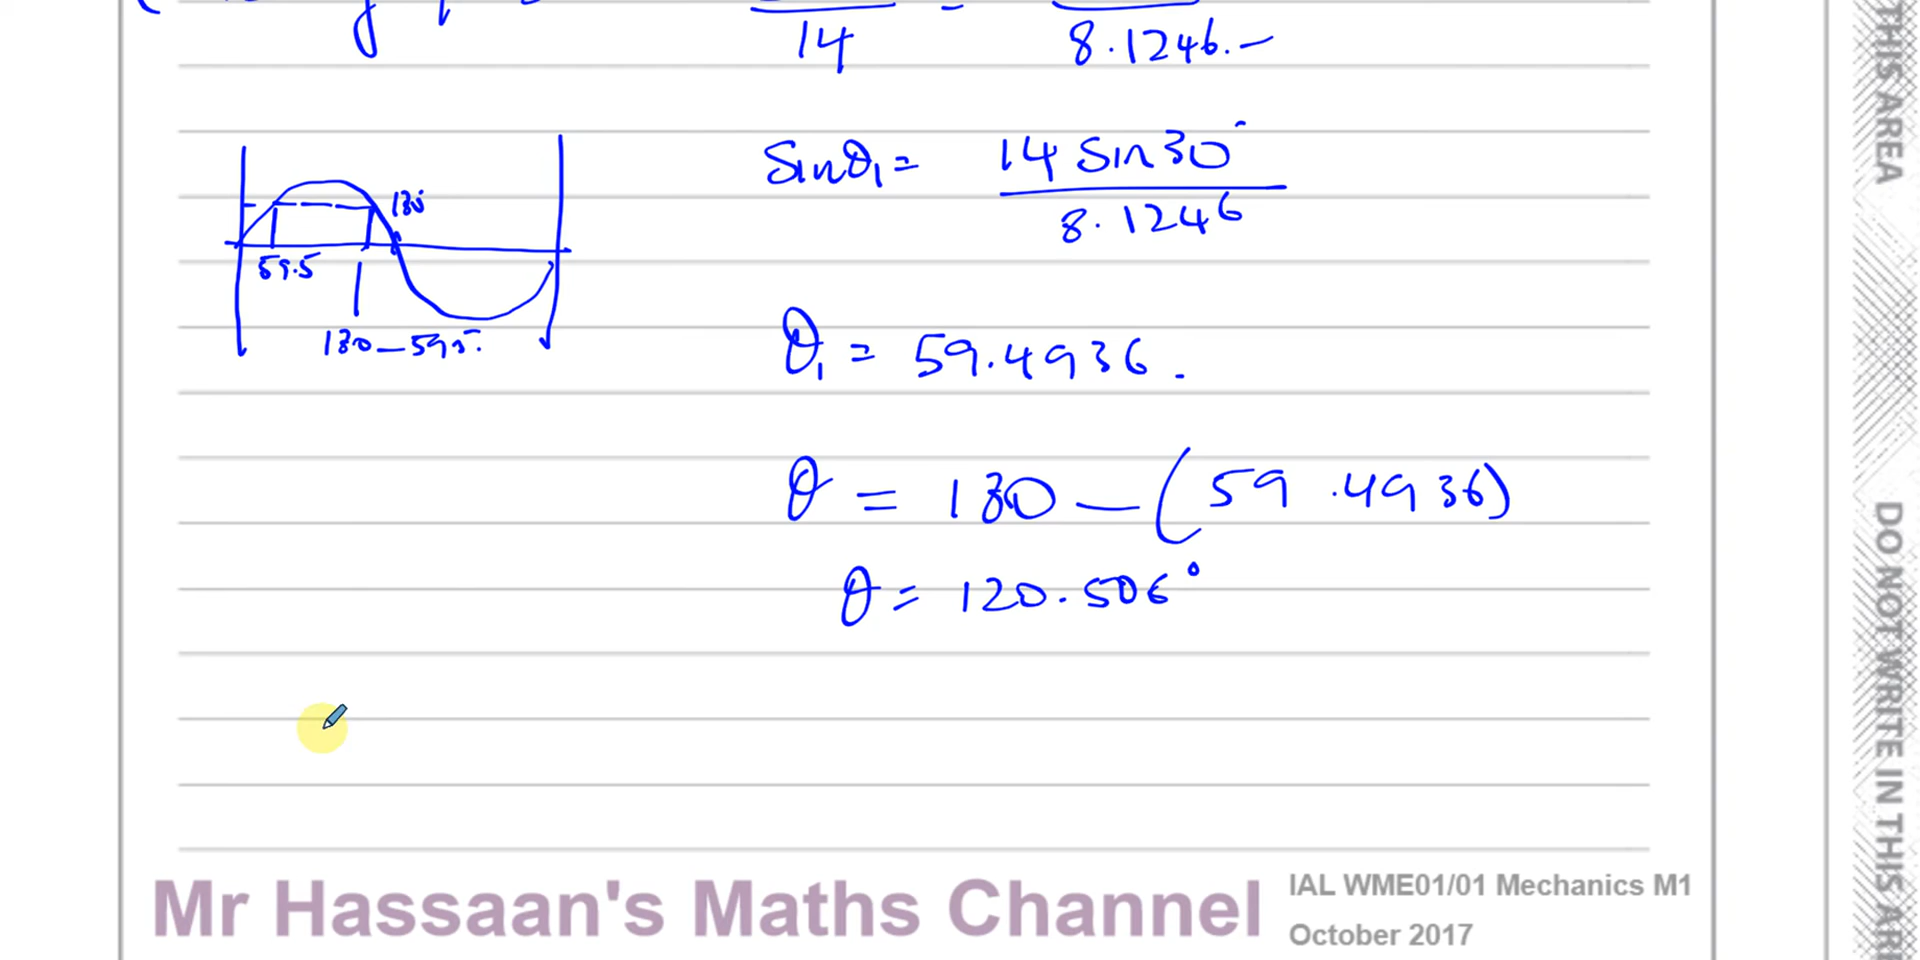 14
=
8.1246.-
Sinθ₁ = 14 Sin30° / 8.1246
180
59.5
180-59.5.
θ₁ = 59.4936.
θ = 180 - (59.4936)
θ = 120.506°
Mr Hassaan's Maths Channel
IAL WME01/01 Mechanics M1
October 2017
THIS AREA
DO NOT WRITE IN THIS AR